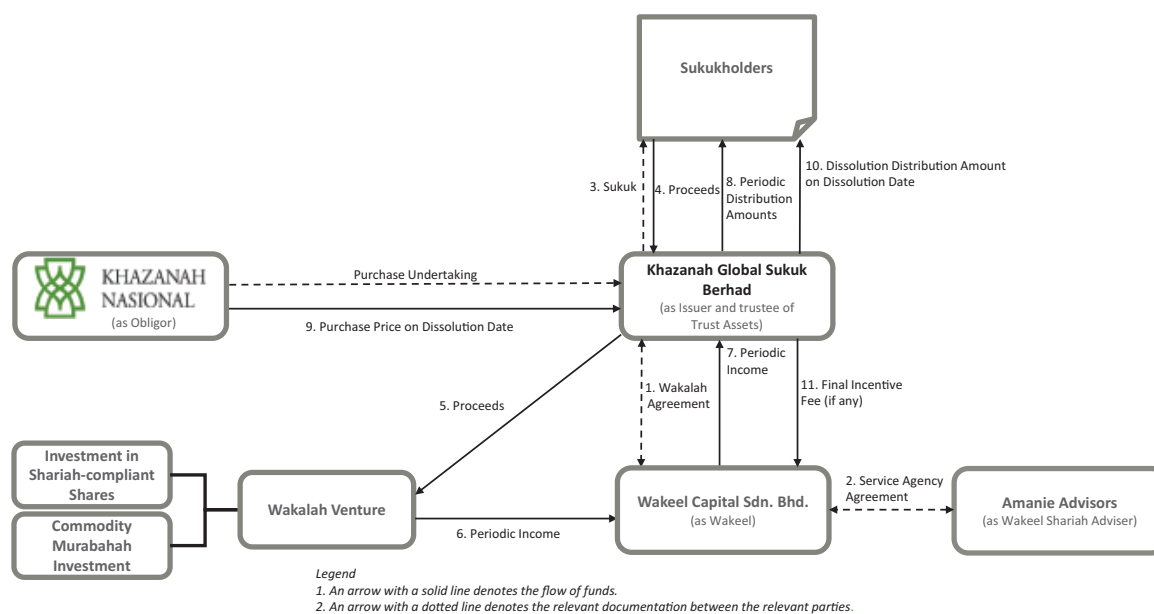 Sukukholders
3. Sukuk
4. Proceeds
8. Periodic
Distribution
Amounts
10. Dissolution Distribution Amount
on Dissolution Date
KHAZANAH
NASIONAL
(as Obligor)
Purchase Undertaking
9. Purchase Price on Dissolution Date
Khazanah Global Sukuk
Berhad
(as Issuer and trustee of
Trust Assets)
5. Proceeds
1. Wakalah
Agreement
7. Periodic
Income
11. Final Incentive
Fee (if any)
Investment in
Shariah-compliant
Shares
Commodity
Murabahah
Investment
Wakalah Venture
6. Periodic Income
Wakeel Capital Sdn. Bhd.
(as Wakeel)
2. Service Agency
Agreement
Amanie Advisors
(as Wakeel Shariah Adviser)
Legend
1. An arrow with a solid line denotes the flow of funds.
2. An arrow with a dotted line denotes the relevant documentation between the relevant parties.